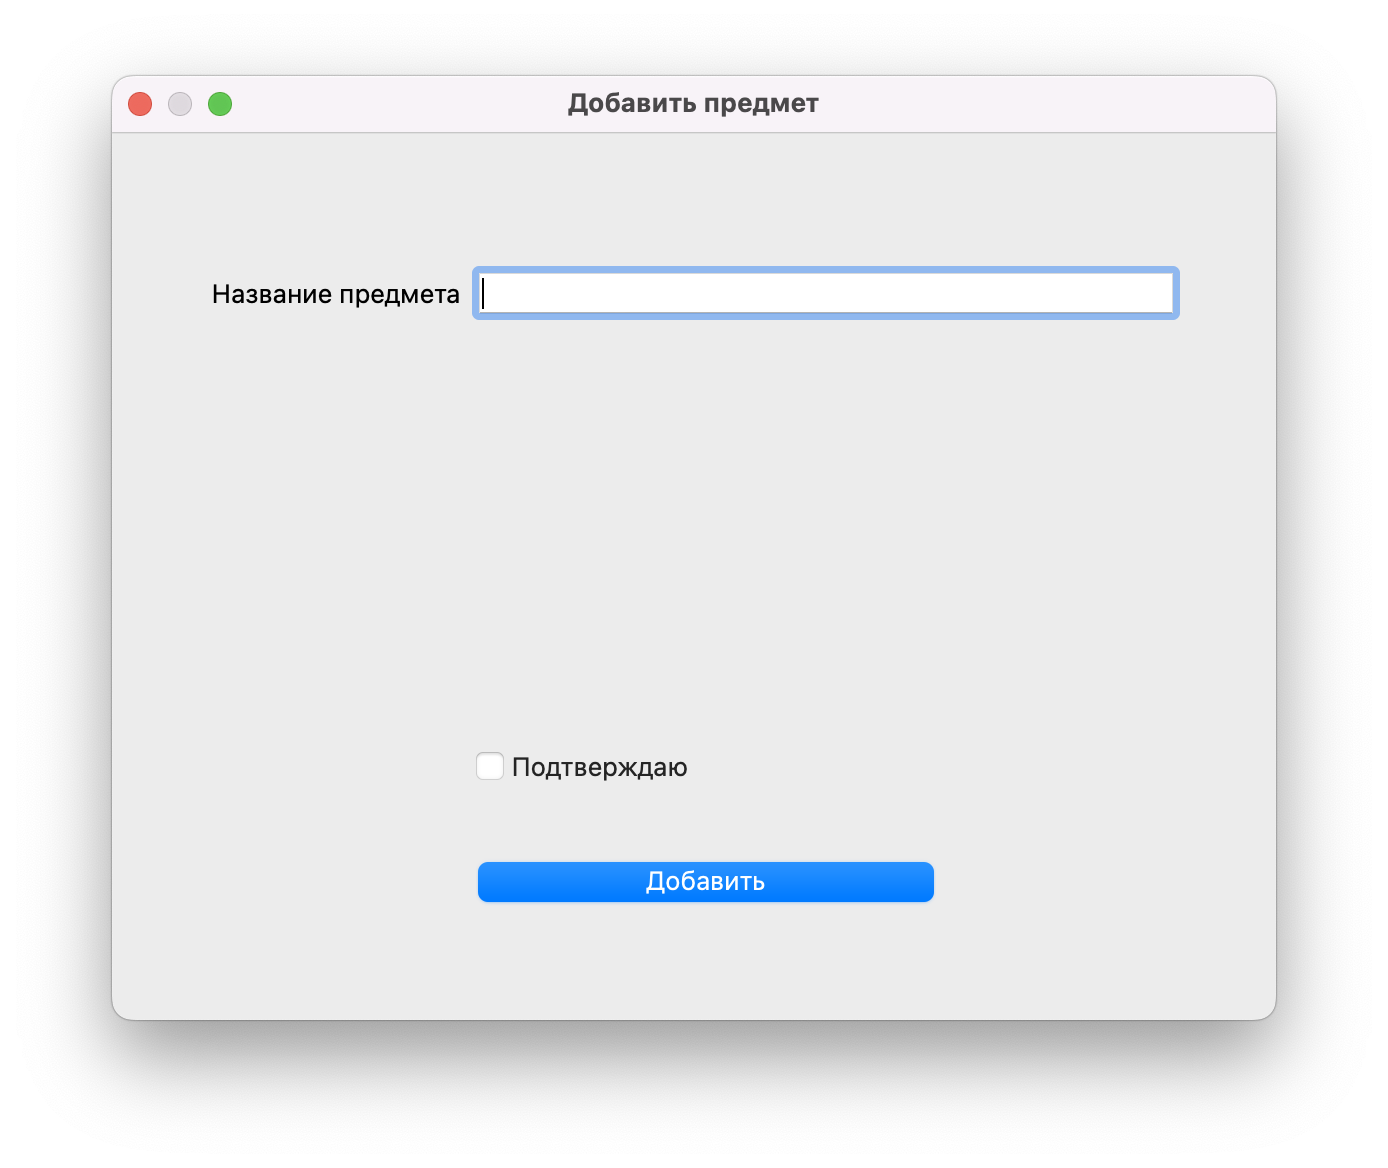 Добавить предмет
Название предмета
Подтверждаю
Добавить